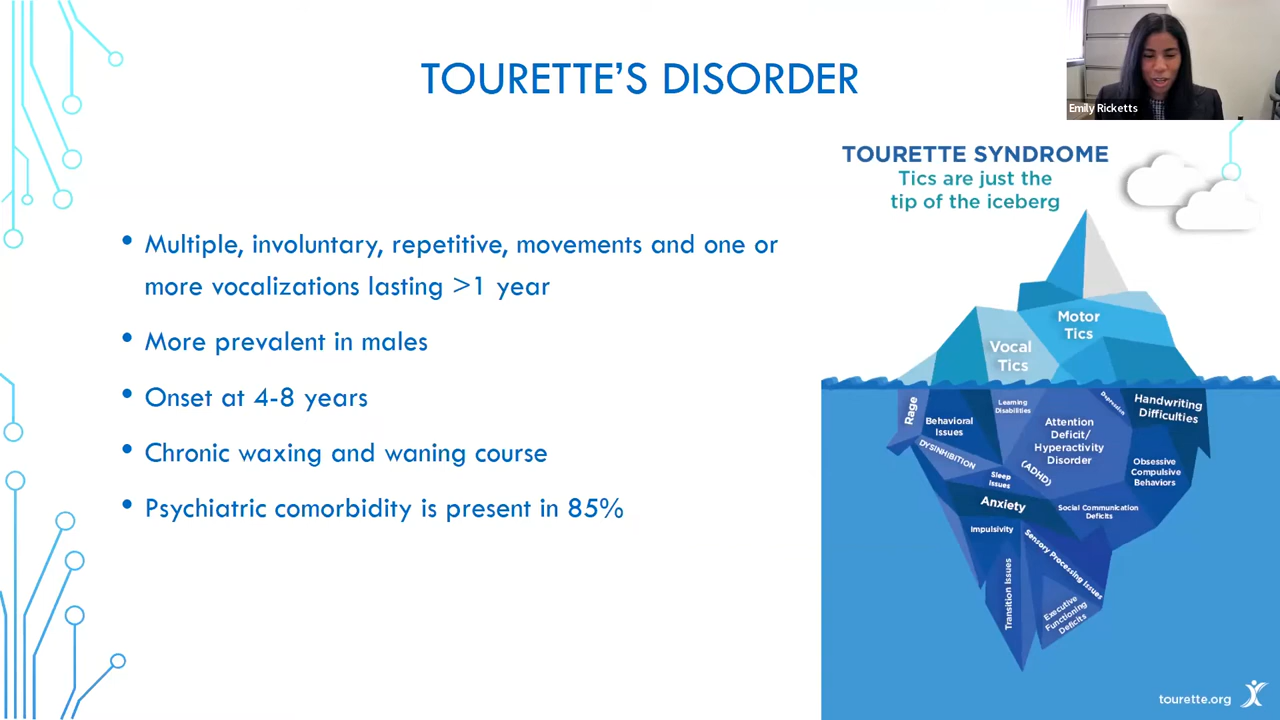 TOURETTE'S DISORDER
Emily Ricketts
• Multiple, involuntary, repetitive, movements and one or
more vocalizations lasting >1 year
• More prevalent in males
• Onset at 4-8 years
• Chronic waxing and waning course
• Psychiatric comorbidity is present in 85%
TOURETTE SYNDROME
Tics are just the
tip of the iceberg
Motor
Tics
Vocal
Tics
Rage
Behavioral
Issues
Learning
Disabilities
Depression
Handwriting
Difficulties
Attention
Deficit/
Hyperactivity
Disorder
(ADHD)
DYSINHIBITION
Sleep
Issues
Obsessive
Compulsive
Behaviors
Anxiety
Social Communication
Deficits
Impulsivity
Sensory Processing Issues
Transition Issues
Executive
Functioning
Deficits
tourette.org